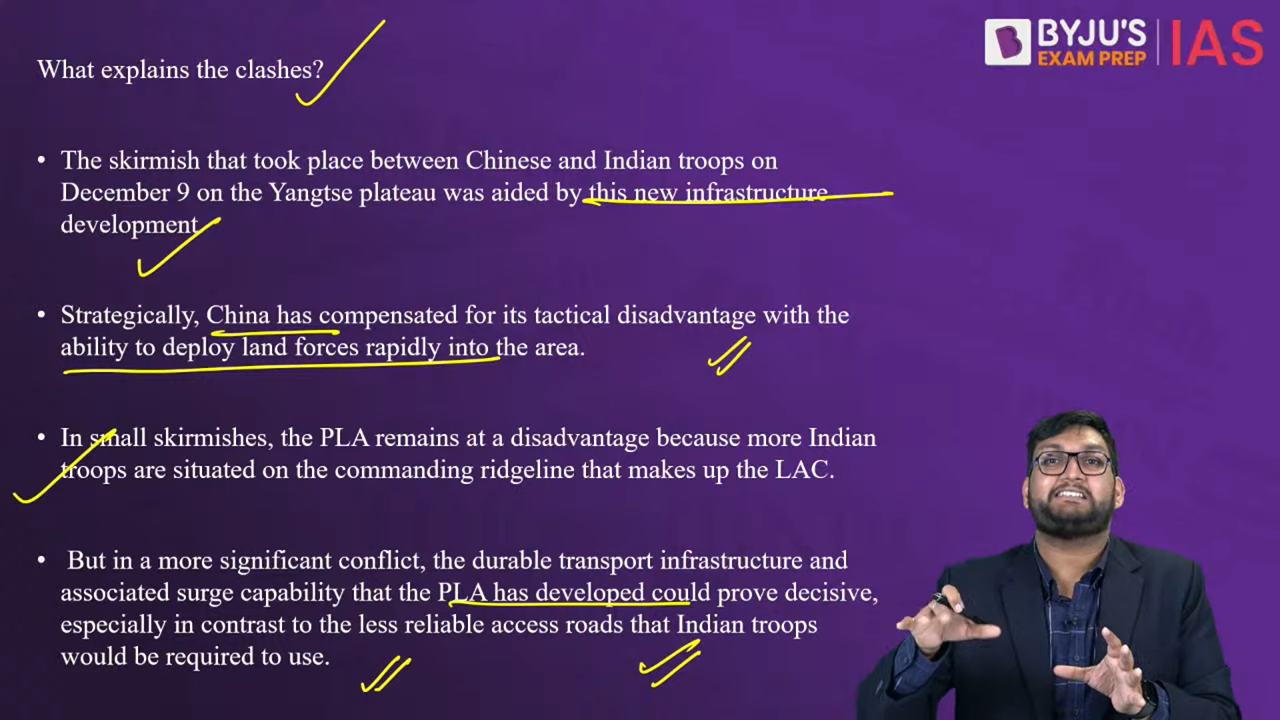 What explains the clashes?
BYJU'S
EXAM PREP
IAS
• The skirmish that took place between Chinese and Indian troops on
December 9 on the Yangtse plateau was aided by this new infrastructure
development
• Strategically, China has compensated for its tactical disadvantage with the
ability to deploy land forces rapidly into the area.
• In small skirmishes, the PLA remains at a disadvantage because more Indian
troops are situated on the commanding ridgeline that makes up the LAC.
• But in a more significant conflict, the durable transport infrastructure and
associated surge capability that the PLA has developed could prove decisive,
especially in contrast to the less reliable access roads that Indian troops
would be required to use.